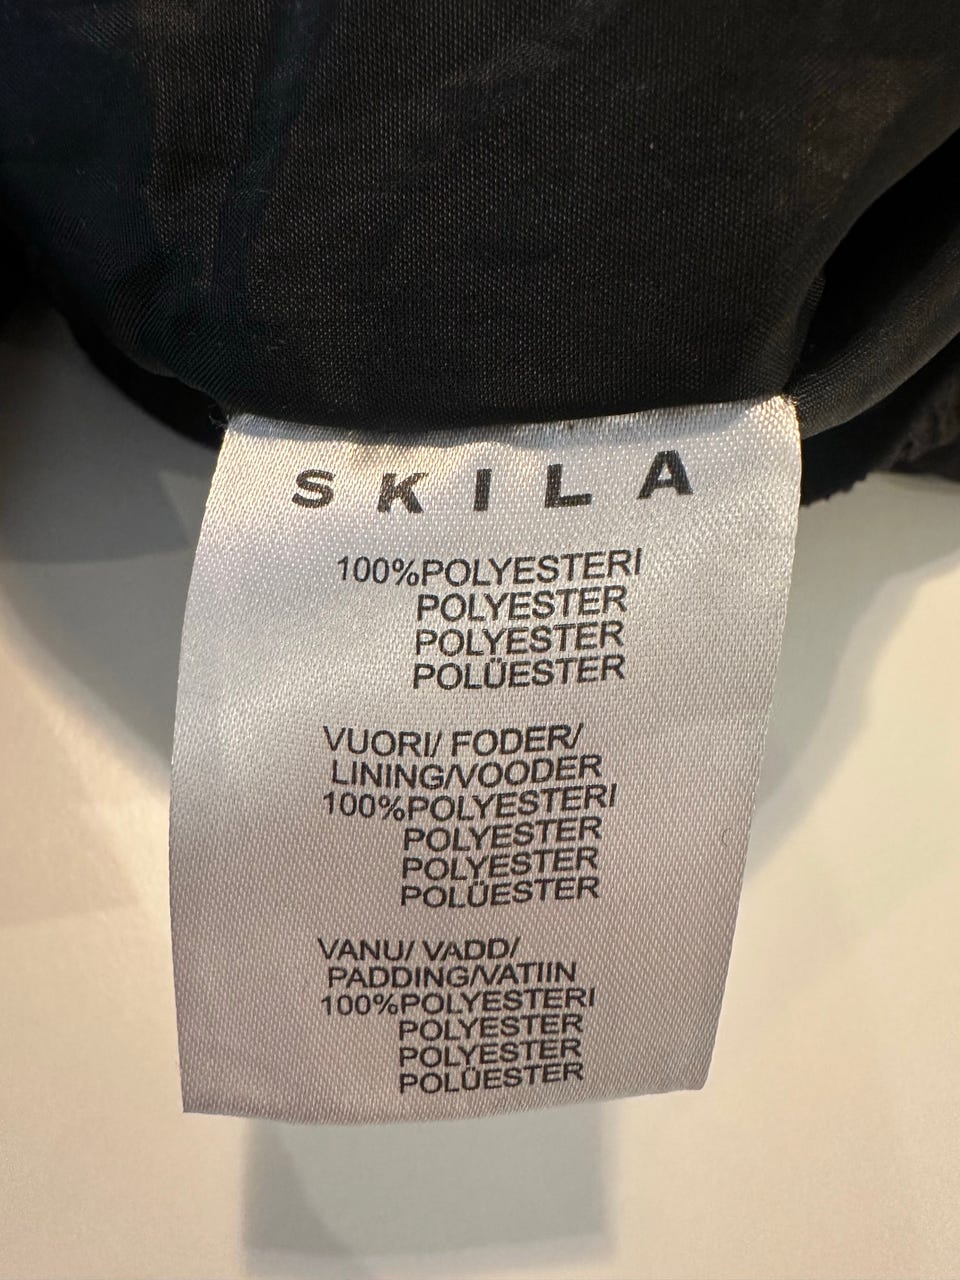 SKILA
100%POLYESTERI
POLYESTER
POLYESTER
POLÜESTER
VUORI/ FODER/
LINING/VOODER
100%POLYESTERI
POLYESTER
POLYESTER
POLÜESTER
VANU/ VADD/
PADDING/VATIIN
100%POLYESTERI
POLYESTER
POLYESTER
POLÜESTER